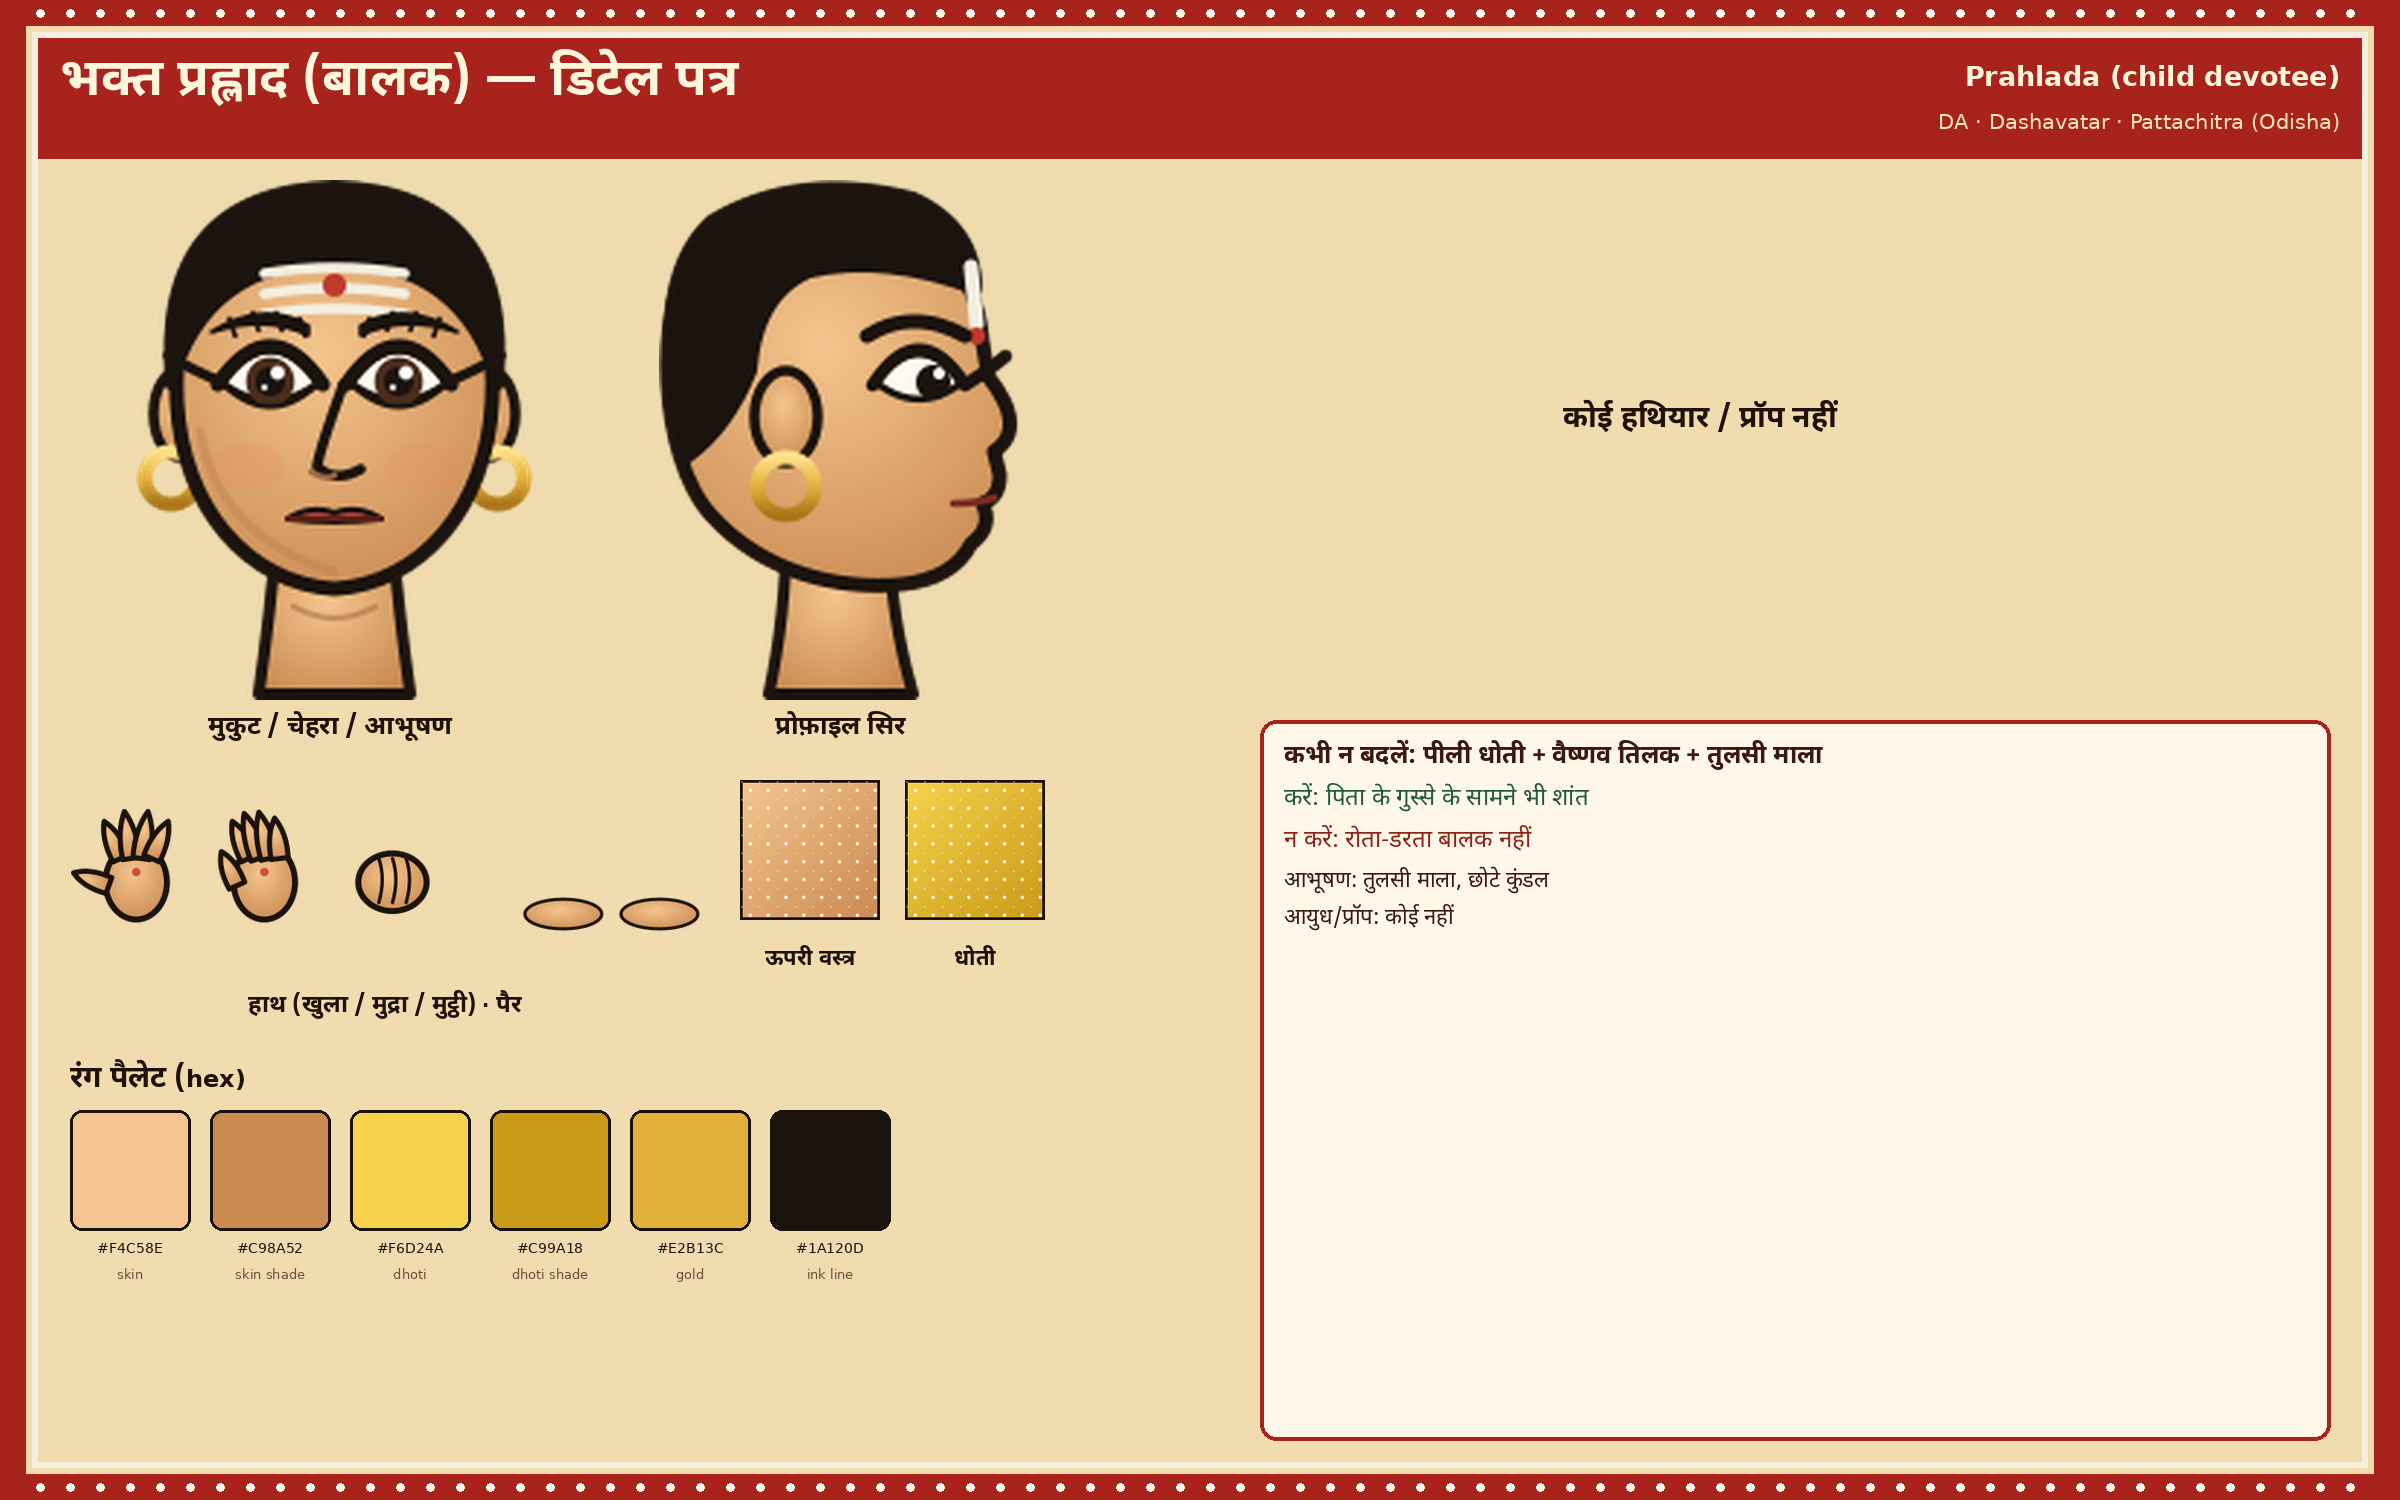 भक्त प्रह्लाद (बालक) — डिटेल पत्र
Prahlada (child devotee)
DA · Dashavatar · Pattachitra (Odisha)
कोई हथियार / प्रॉप नहीं
मुकुट / चेहरा / आभूषण
प्रोफ़ाइल सिर
कभी न बदलें: पीली धोती + वैष्णव तिलक + तुलसी माला
करें: पिता के गुस्से के सामने भी शांत
न करें: रोता-डरता बालक नहीं
आभूषण: तुलसी माला, छोटे कुंडल
आयुध/प्रॉप: कोई नहीं
ऊपरी वस्त्र
धोती
हाथ (खुला / मुद्रा / मुट्ठी) · पैर
रंग पैलेट (hex)
#F4C58E
#C98A52
#F6D24A
#C99A18
#E2B13C
#1A120D
skin
skin shade
dhoti
dhoti shade
gold
ink line